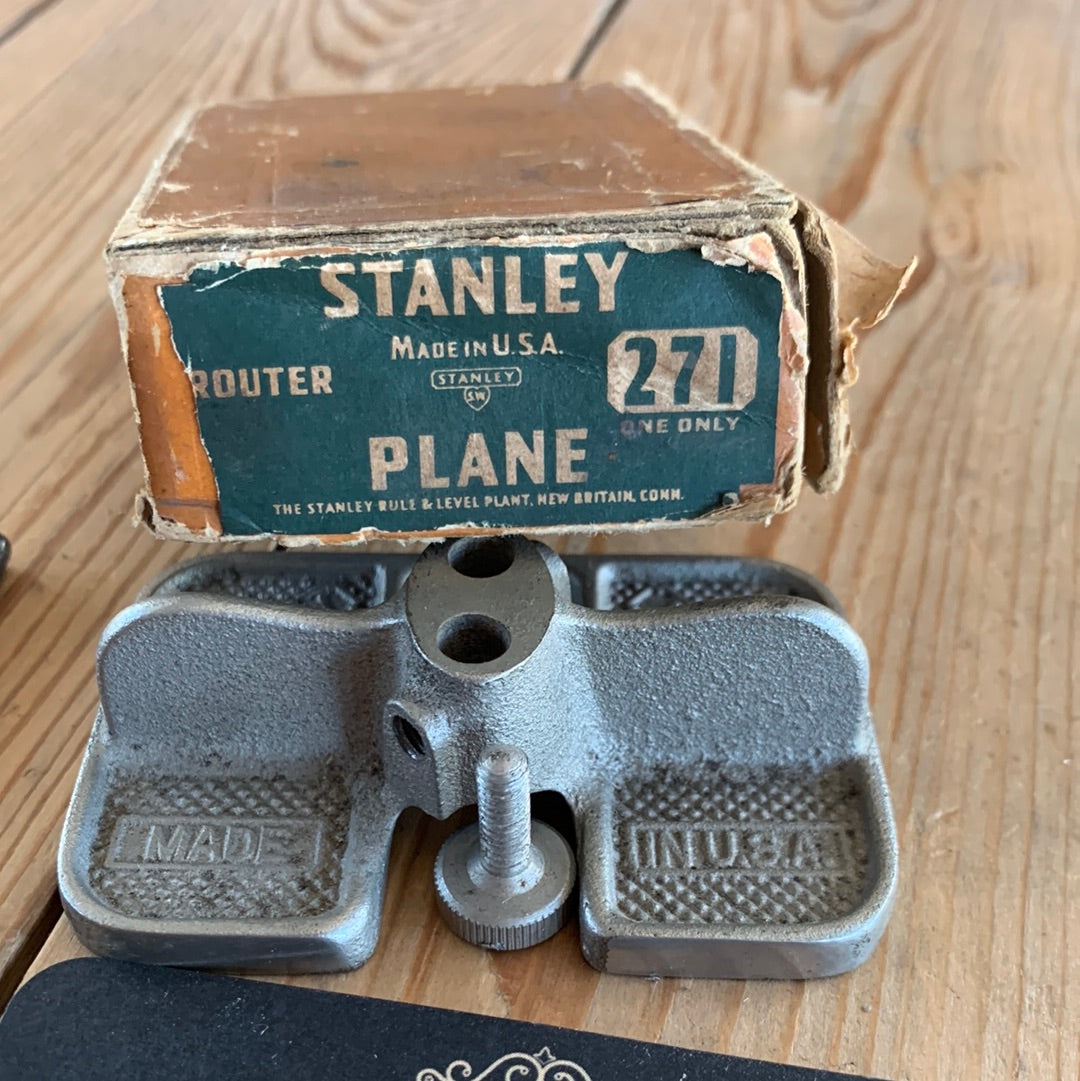 STANLEY
MADE IN U.S.A.
ROUTER
STANLEY
S.W.
271
ONE ONLY
PLANE
THE STANLEY RULE & LEVEL PLANT, NEW BRITAIN, CONN.
MADE
IN U.S.A.